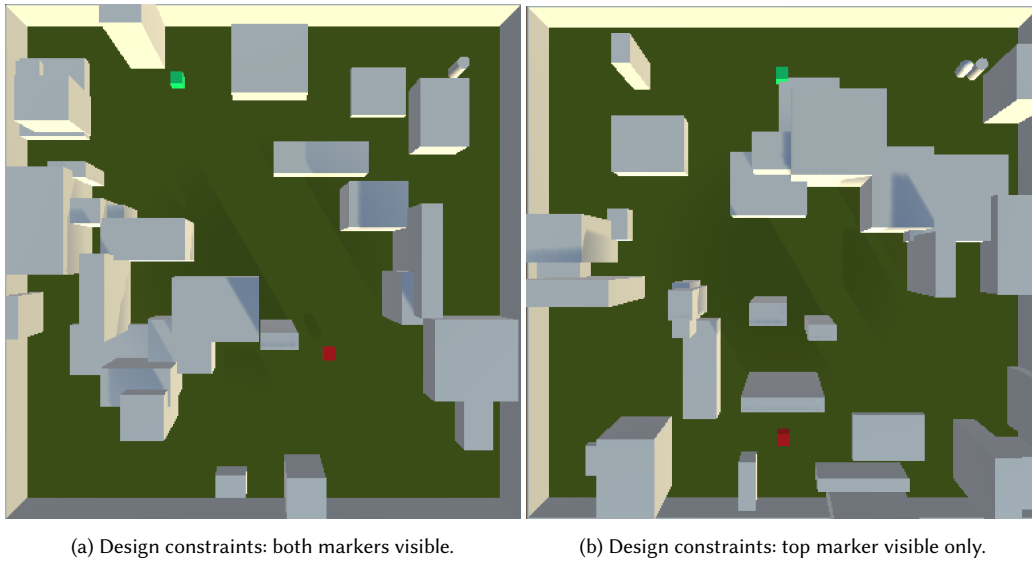 (a) Design constraints: both markers visible.
(b) Design constraints: top marker visible only.